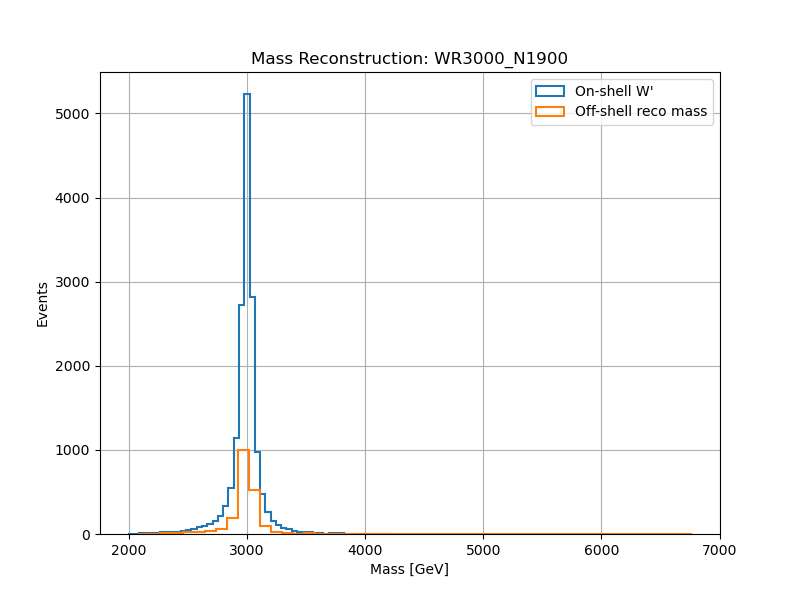 Mass Reconstruction: WR3000_N1900
On-shell W'
Off-shell reco mass
5000
4000
3000
2000
1000
0
Events
2000
3000
4000
5000
6000
7000
Mass [GeV]